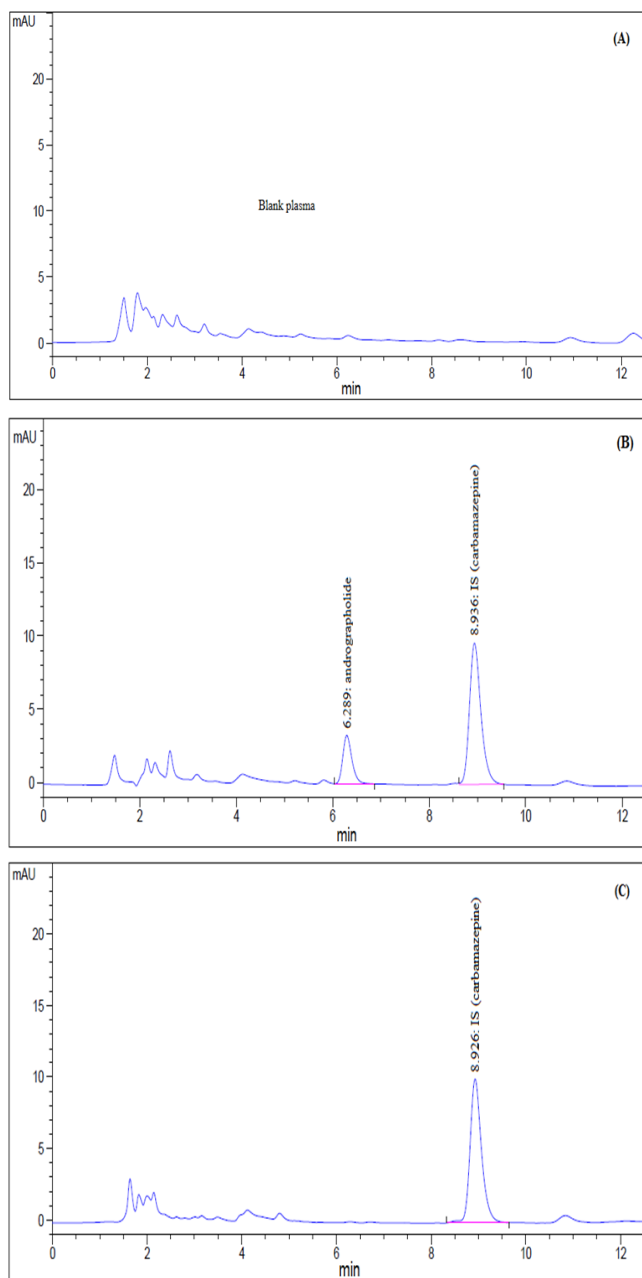 mAU
(A)
20
5
10
Blank plasma
5
0
0 2 4 6 8 10 12
min
mAU
(B)
20
15
10
5
0
6.289: andrographolide
8.936: IS (carbamazepine)
0 2 4 6 8 10 12
min
mAU
(C)
20
15
10
5
0
8.926: IS (carbamazepine)
0 2 4 6 8 10 12
min